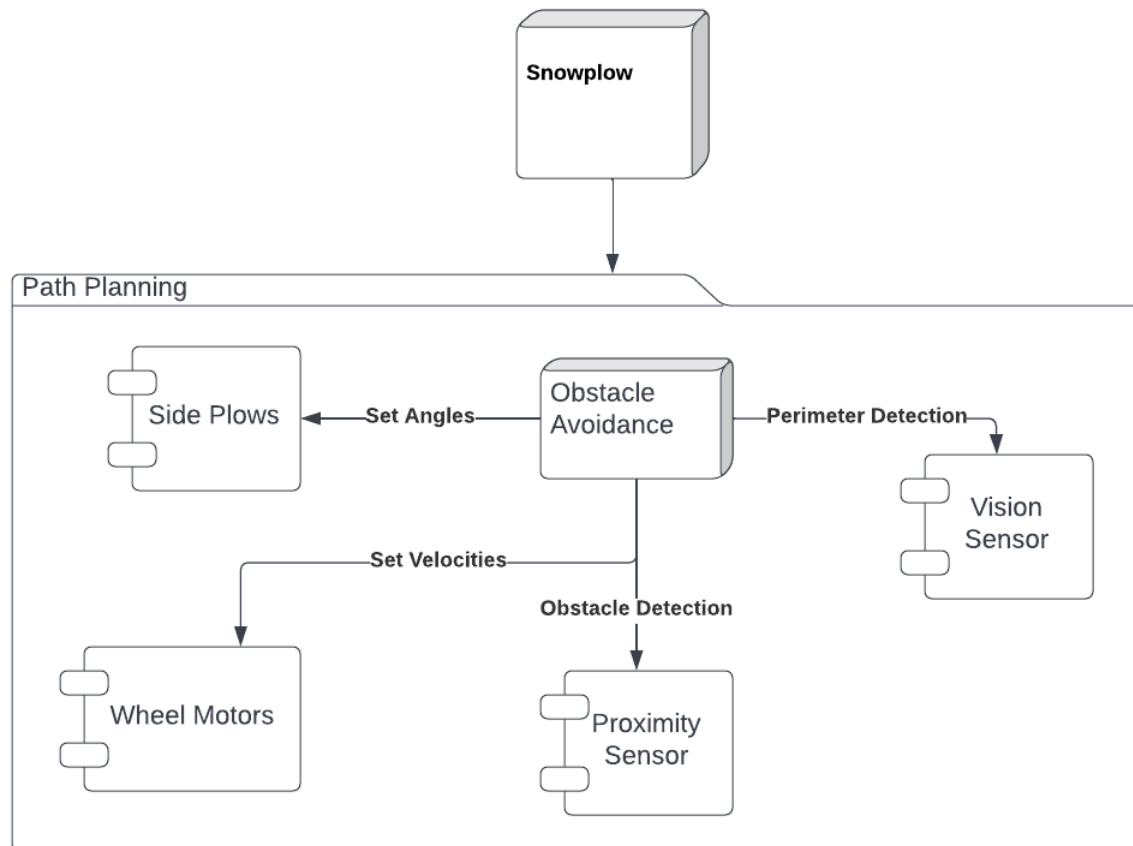 Snowplow
Path Planning
Side Plows
Set Angles
Obstacle
Avoidance
Perimeter Detection
Vision
Sensor
Set Velocities
Obstacle Detection
Wheel Motors
Proximity
Sensor